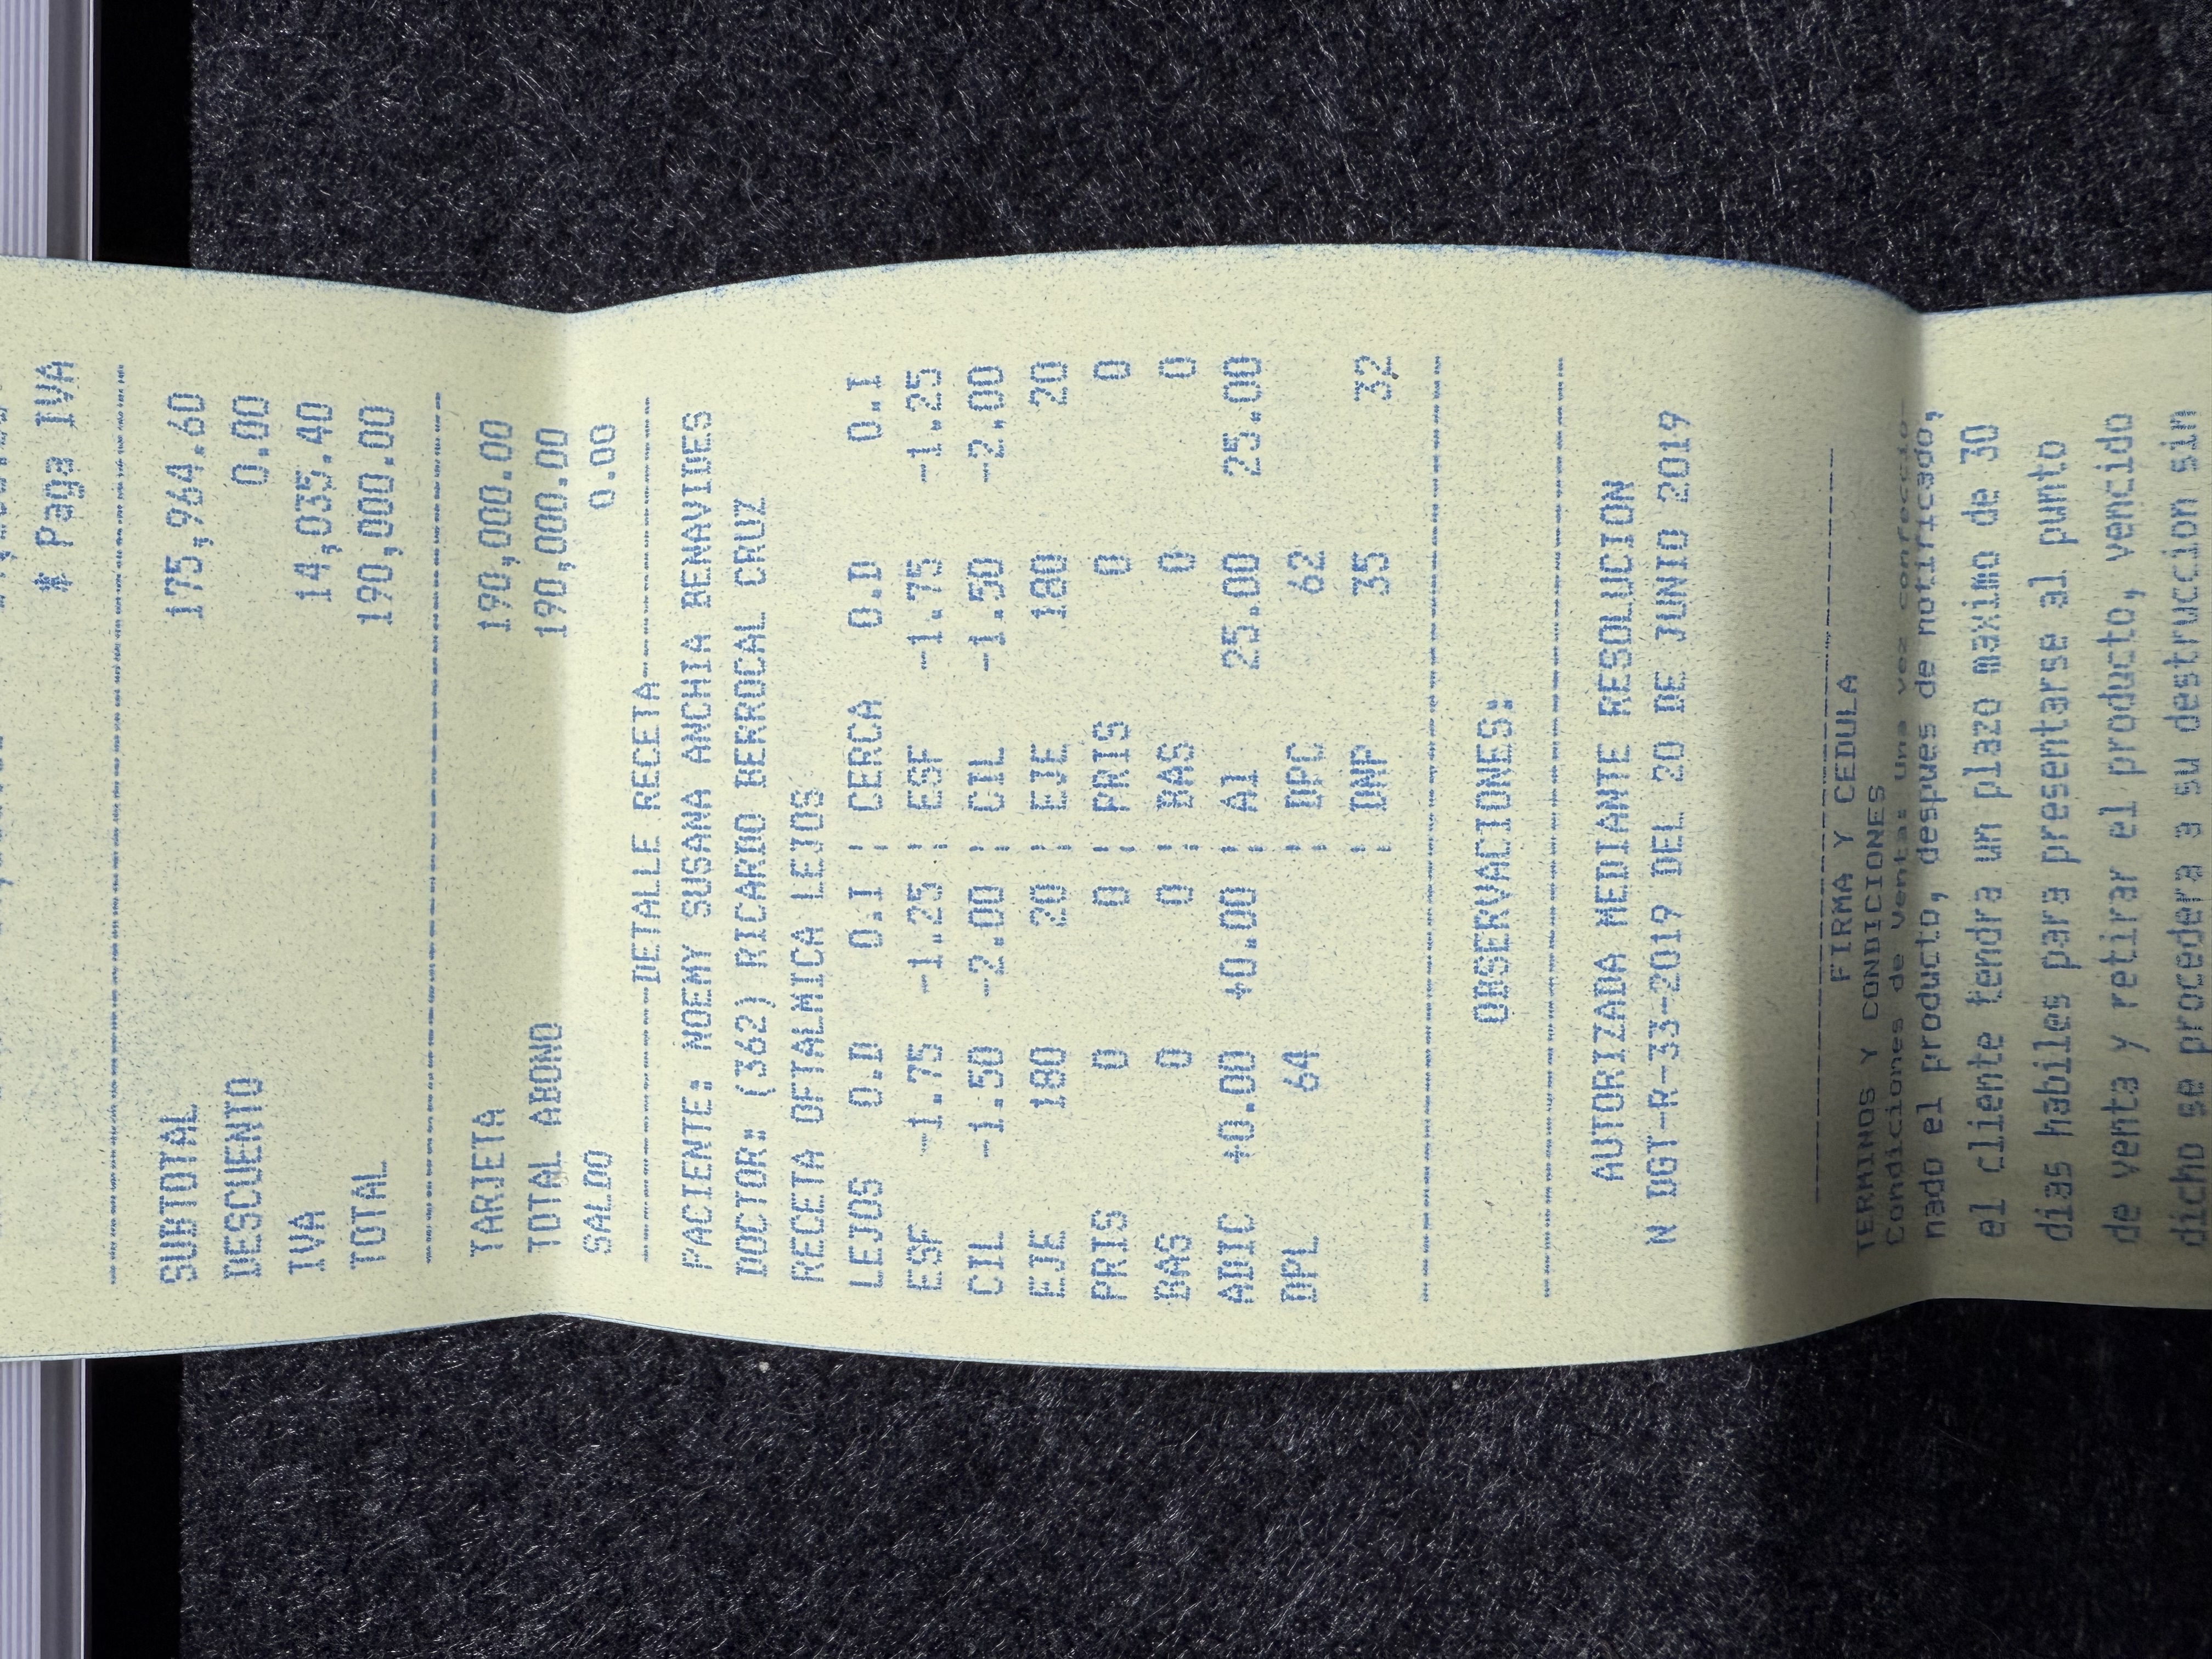 # Paga IVA
SUBTOTAL 175,964.60
DESCUENTO 0.00
IVA 14,035.40
TOTAL 190,000.00
TARJETA 190,000.00
TOTAL ABONO 190,000.00
SALDO 0.00
DETALLE RECETA
PACIENTE: NOEMY SUSANA ANCHIA BENAVIDES
DOCTOR: (362) RICARDO BERROCAL CRUZ
RECETA OFTALMICA LEJOS
LEJOS O.D O.I : CERCA O.D O.I
ESF -1.75 -1.25 : ESF -1.75 -1.25
CIL -1.50 -2.00 : CIL -1.50 -2.00
EJE 180 20 : EJE 180 20
PRIS 0 0 : PRIS 0 0
BAS 0 0 : BAS 0 0
ADIC +0.00 +0.00 : A1 25.00 25.00
DPL 64 : DPC 62
: DNP 35 32
OBSERVACIONES:
AUTORIZADA MEDIANTE RESOLUCION
N DGT-R-33-2019 DEL 20 DE JUNIO 2019
FIRMA Y CEDULA
TERMINOS Y CONDICIONES
Condiciones de Venta: Una vez confeccio-
nado el producto, despues de notificado,
el cliente tendra un plazo maximo de 30
dias habiles para presentarse al punto
de venta y retirar el producto, vencido
dicho se procedera a su destruccion sin